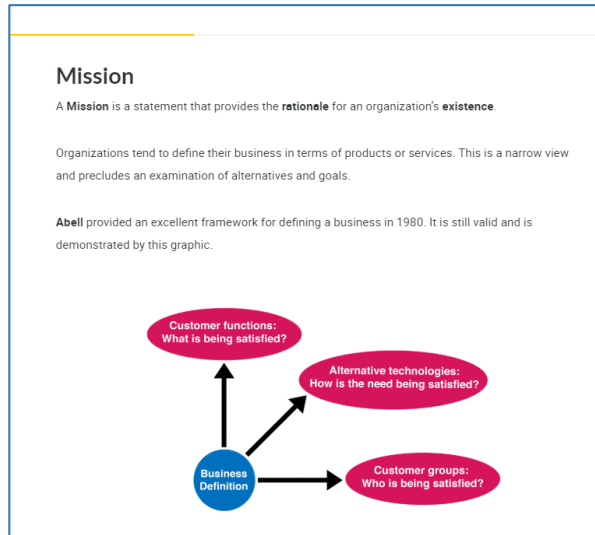 Mission
A Mission is a statement that provides the rationale for an organization's existence.
Organizations tend to define their business in terms of products or services. This is a narrow view
and precludes an examination of alternatives and goals.
Abell provided an excellent framework for defining a business in 1980. It is still valid and is
demonstrated by this graphic.
Customer functions:
What is being satisfied?
Alternative technologies:
How is the need being satisfied?
Customer groups:
Who is being satisfied?
Business
Definition